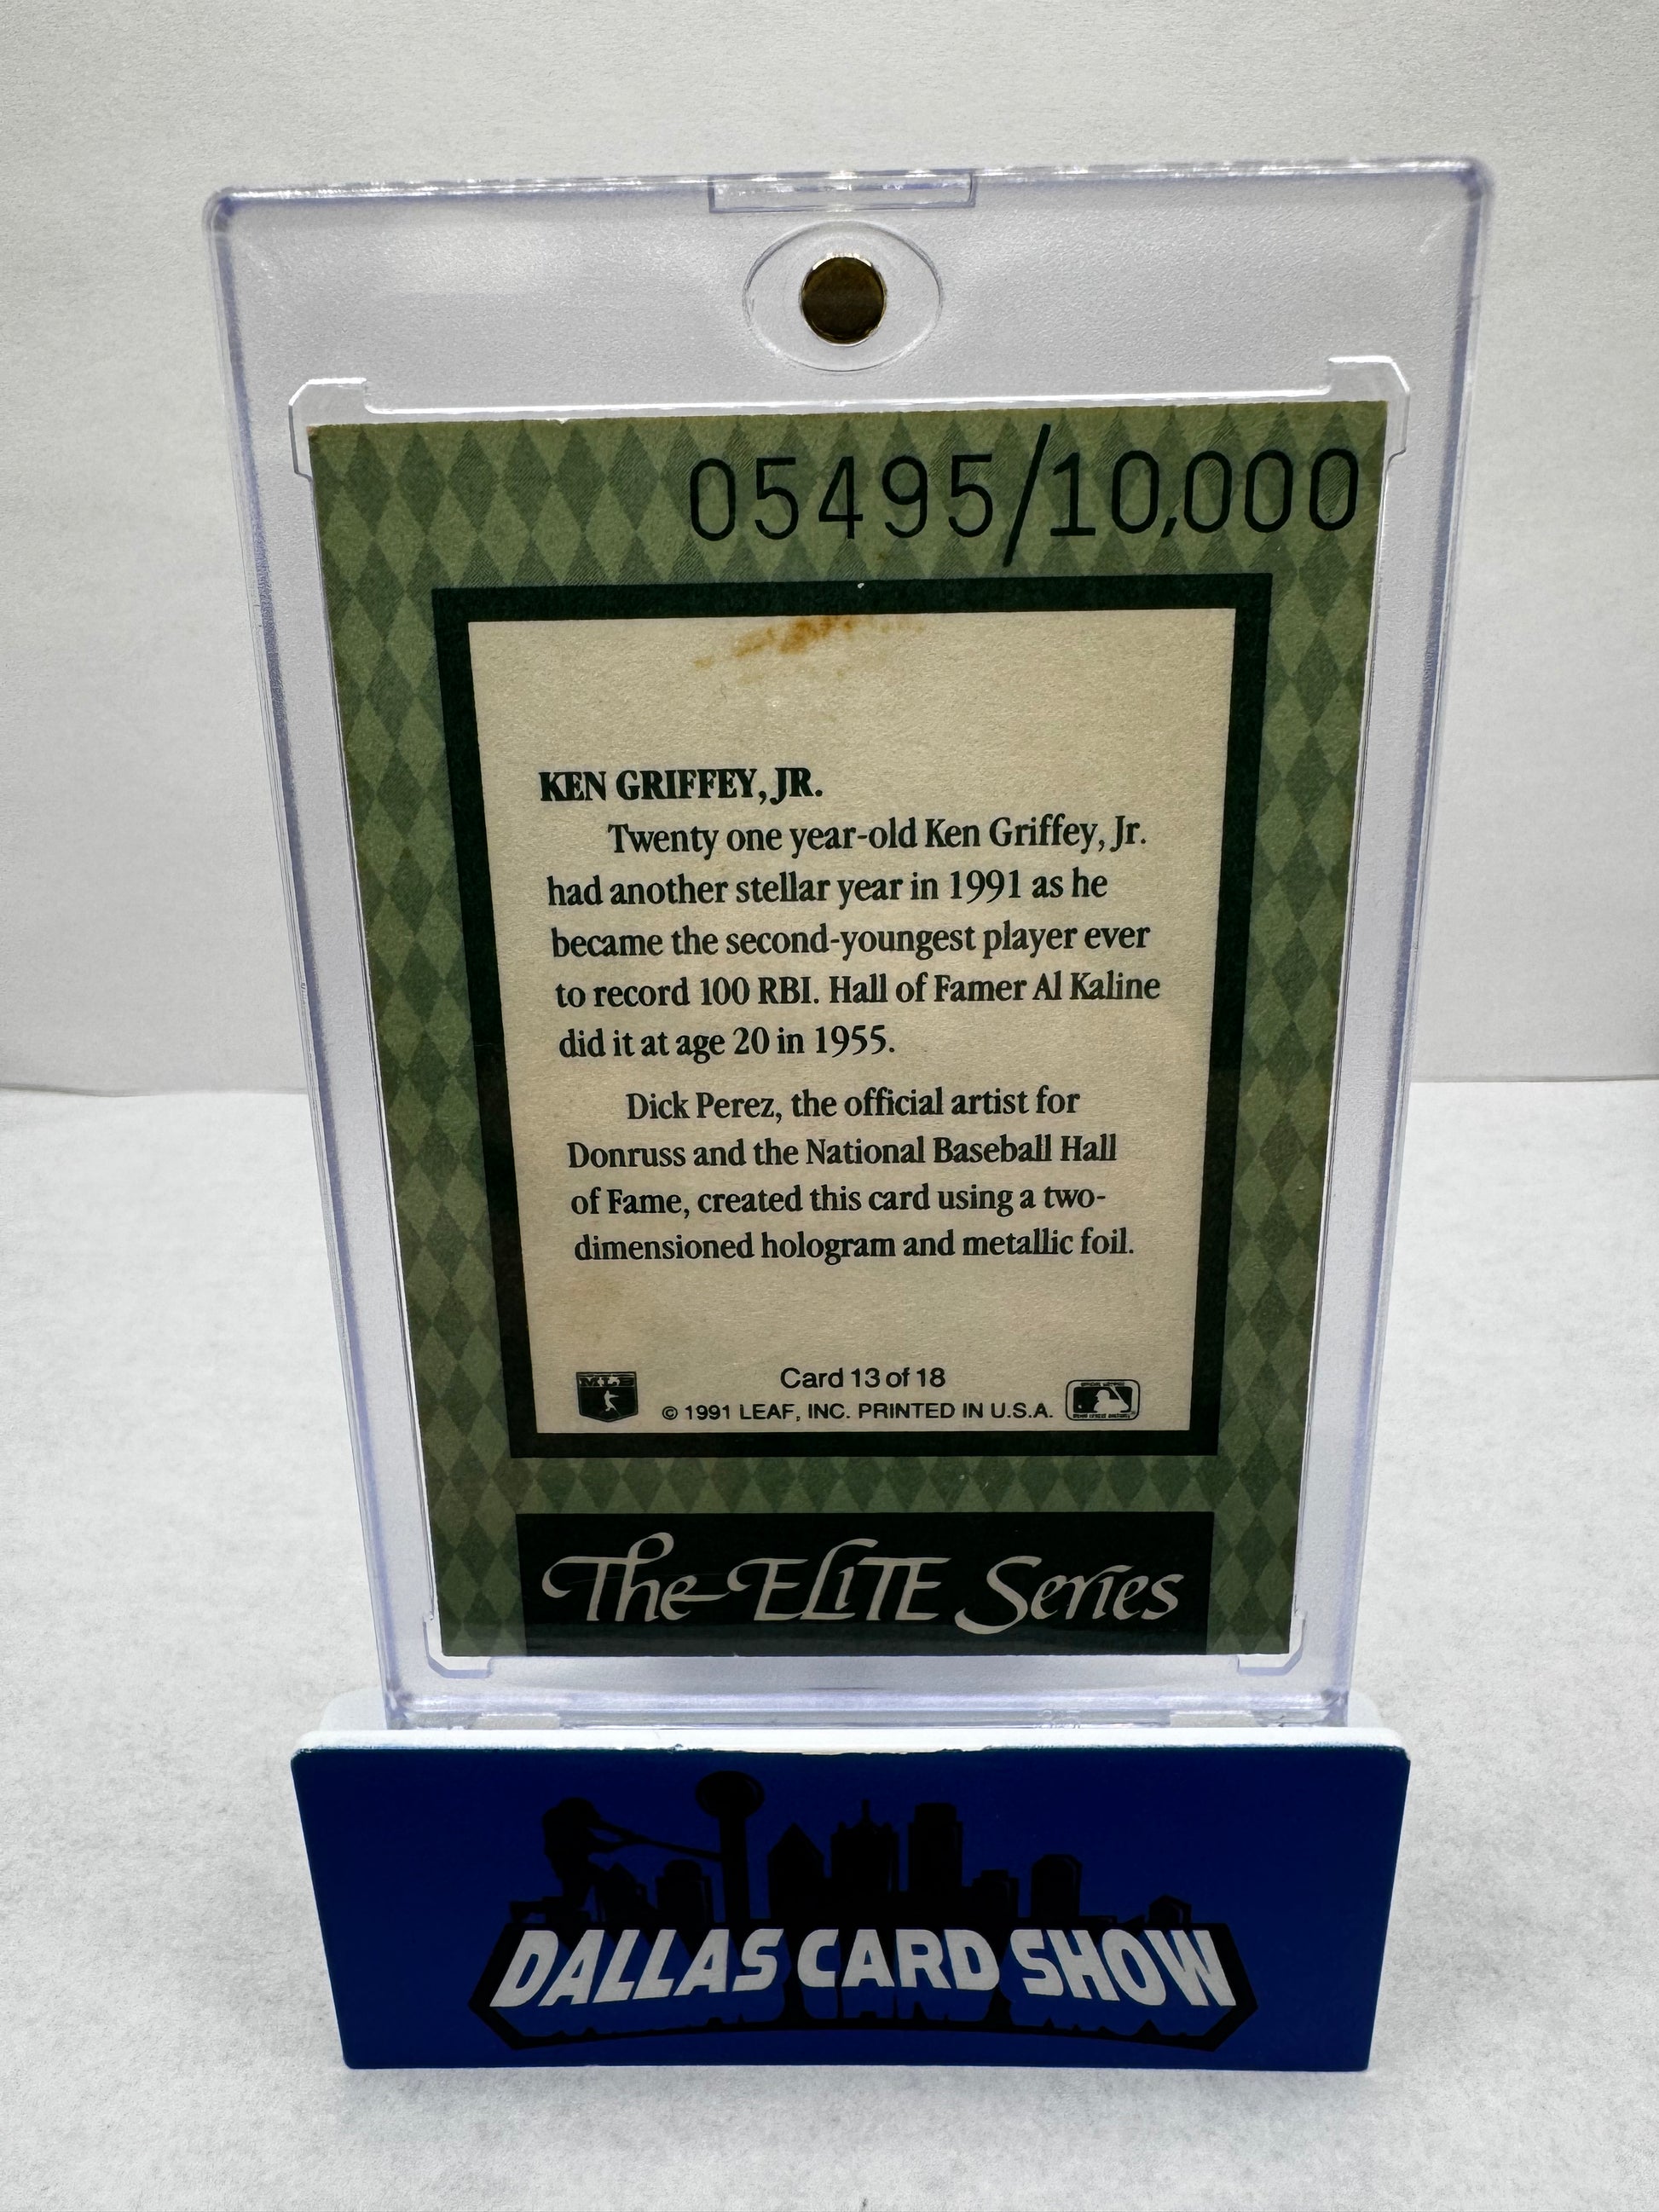 05495/10,000
KEN GRIFFEY, JR.
Twenty one year-old Ken Griffey, Jr.
had another stellar year in 1991 as he
became the second-youngest player ever
to record 100 RBI. Hall of Famer Al Kaline
did it at age 20 in 1955.
Dick Perez, the official artist for
Donruss and the National Baseball Hall
of Fame, created this card using a two-
dimensioned hologram and metallic foil.
MLB
Card 13 of 18
© 1991 LEAF, INC. PRINTED IN U.S.A.
The ELiTE Series
DALLAS CARD SHOW